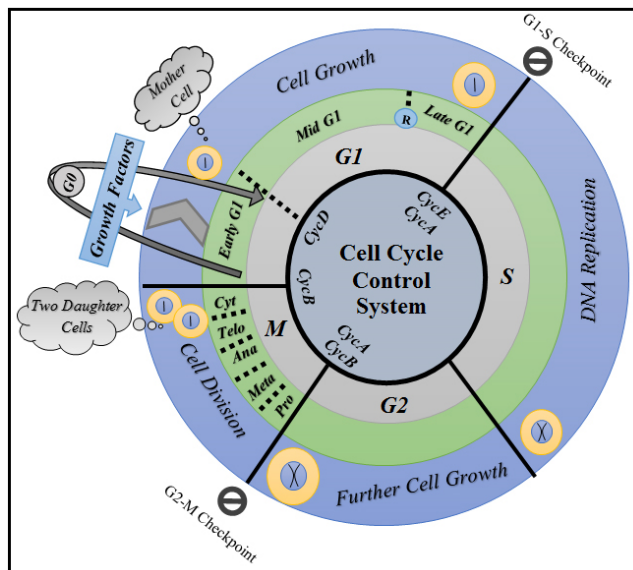 G1-S Checkpoint
Cell Growth
Mother
Cell
Mid G1
R
Late G1
G1
G0
Growth Factors
Early G1
CycD
CycE
CycA
DNA Replication
S
Cell Cycle
Control
System
CycB
CycA
CycB
M
Two Daughter
Cells
Cyt
Telo
Ana
Meta
Pro
Cell Division
G2
Further Cell Growth
G2-M Checkpoint